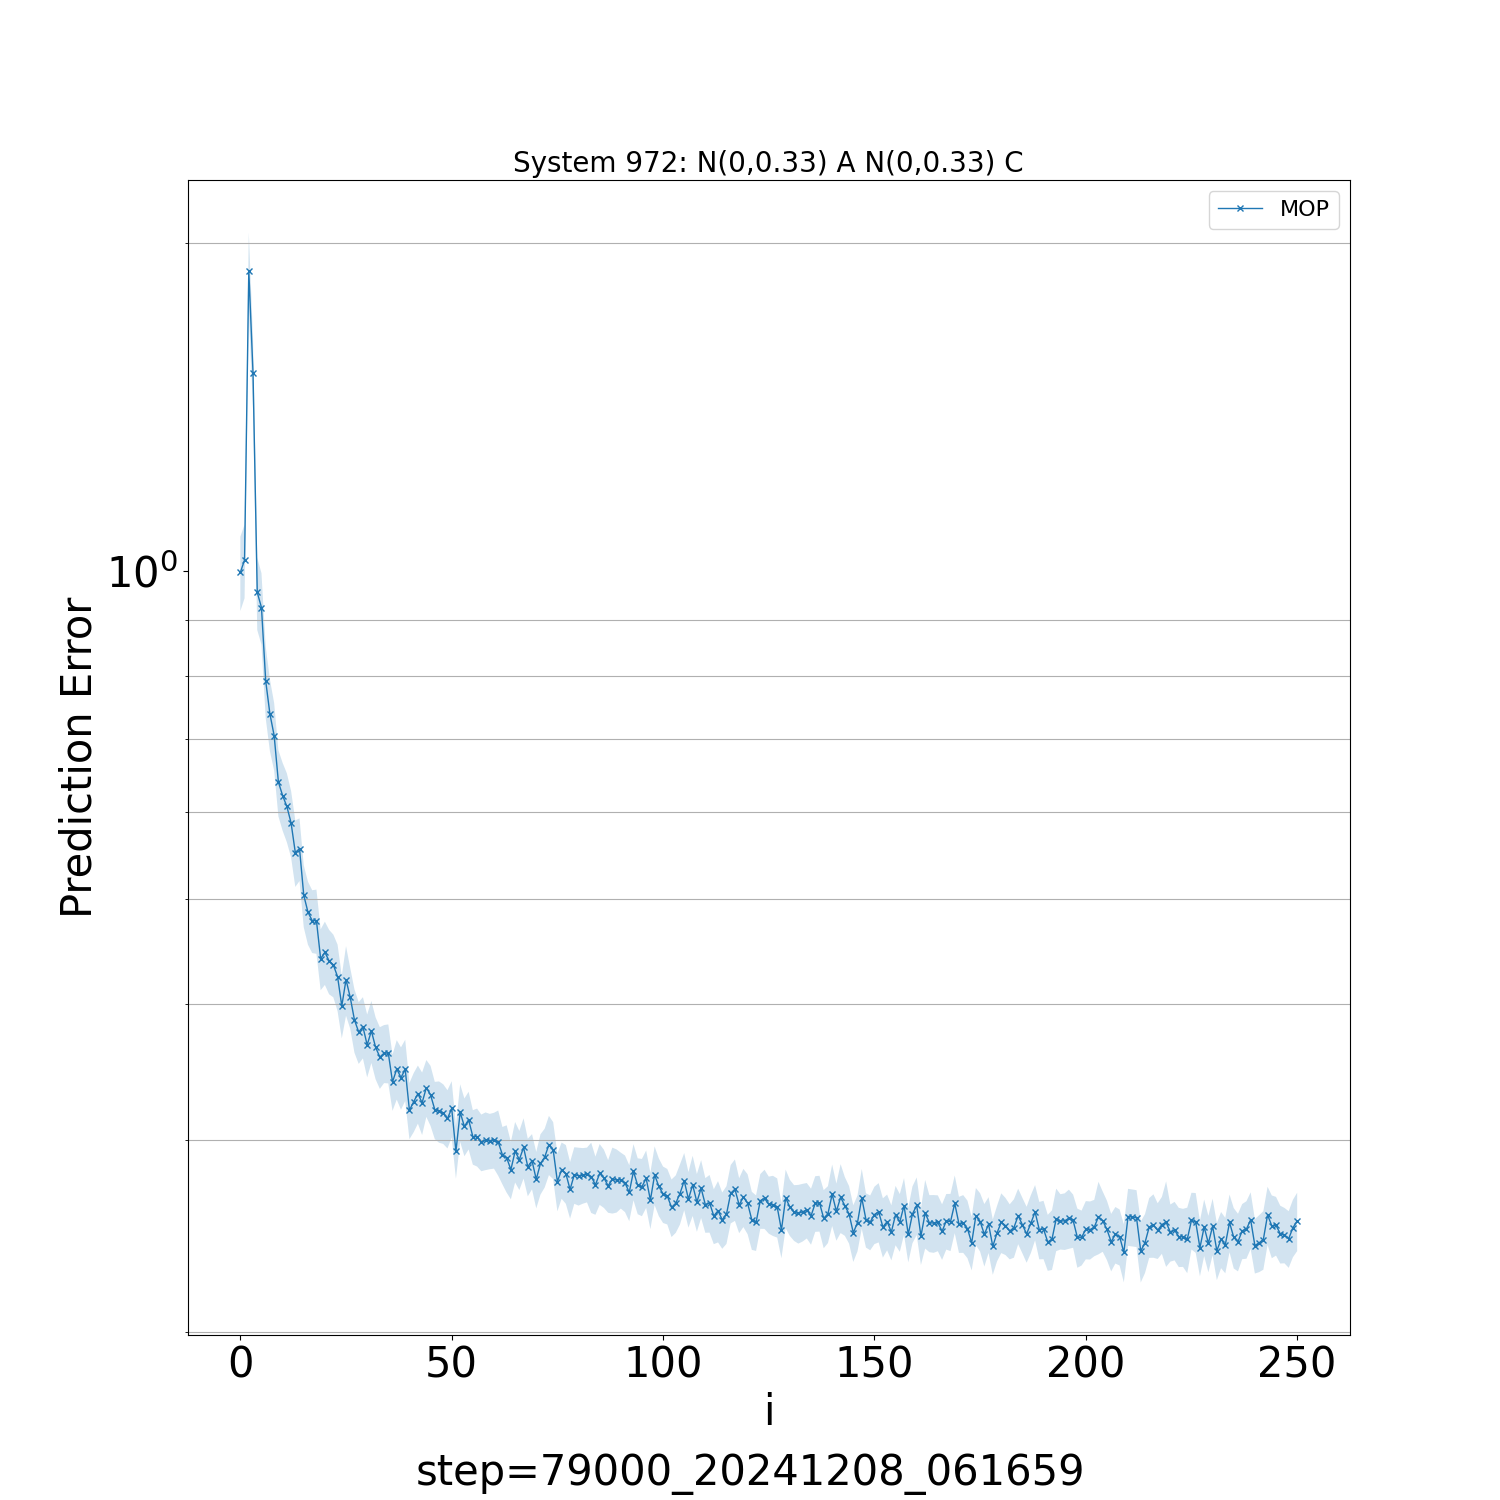 System 972: N(0,0.33) A N(0,0.33) C
MOP
10⁰
Prediction Error
0 50 100 150 200 250
i
step=79000_20241208_061659